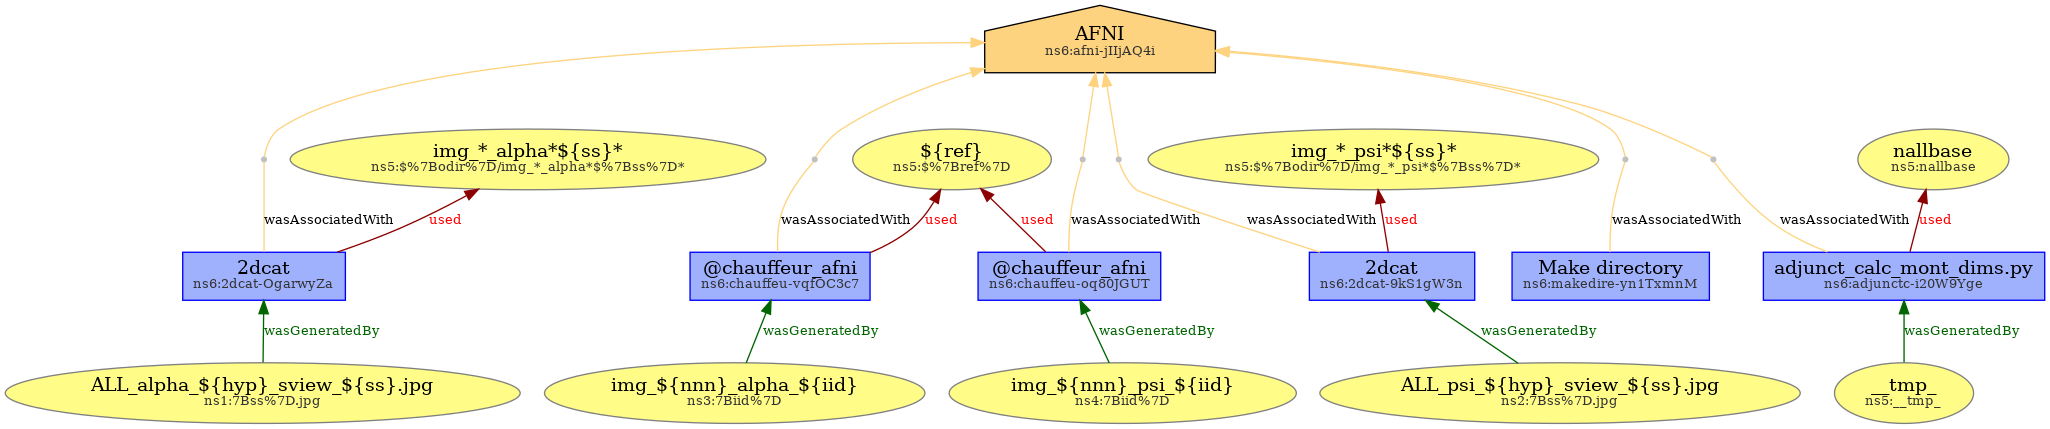 AFNI
ns6:afni-jIIjAQ4i
img_*_alpha*${ss}*
ns5:$%7Bodir%7D/img_*_alpha*$%7Bss%7D*
${ref}
ns5:$%7Bref%7D
img_*_psi*${ss}*
ns5:$%7Bodir%7D/img_*_psi*$%7Bss%7D*
nallbase
ns5:nallbase
wasAssociatedWith
used
wasAssociatedWith
used
used
wasAssociatedWith
wasAssociatedWith
used
wasAssociatedWith
wasAssociatedWith
used
2dcat
ns6:2dcat-OgarwyZa
@chauffeur_afni
ns6:chauffeu-vqfOC3c7
@chauffeur_afni
ns6:chauffeu-oq80JGUT
2dcat
ns6:2dcat-9kS1gW3n
Make directory
ns6:makedire-yn1TxmnM
adjunct_calc_mont_dims.py
ns6:adjunctc-i20W9Yge
wasGeneratedBy
wasGeneratedBy
wasGeneratedBy
wasGeneratedBy
wasGeneratedBy
ALL_alpha_${hyp}_sview_${ss}.jpg
ns1:7Bss%7D.jpg
img_${nnn}_alpha_${iid}
ns3:7Biid%7D
img_${nnn}_psi_${iid}
ns4:7Biid%7D
ALL_psi_${hyp}_sview_${ss}.jpg
ns2:7Bss%7D.jpg
__tmp_
ns5:__tmp_